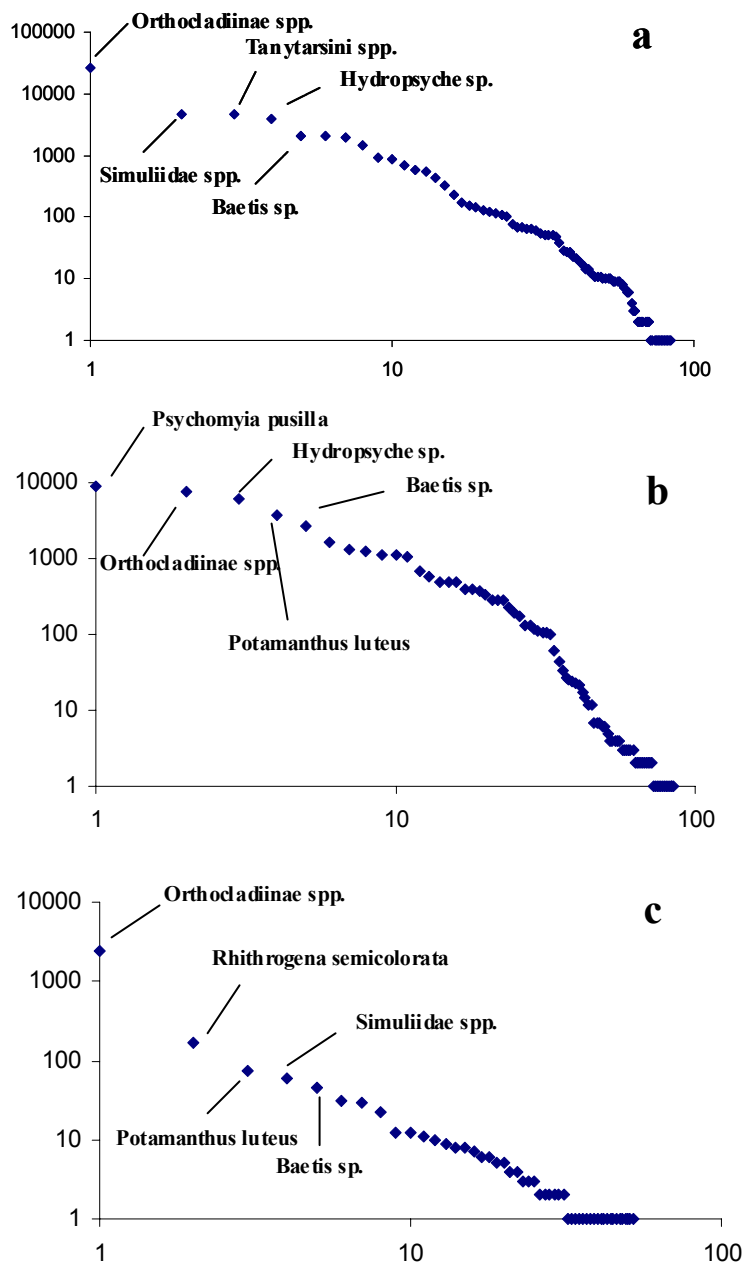 Orthocladiinae spp.
a
100000
Tanytarsini spp.
Hydropsyche sp.
10000
Simuliidae spp.
1000
Baetis sp.
100
10
1
1 10 100
Psychomyia pusilla
Hydropsyche sp.
b
10000
Baetis sp.
Orthocladiinae spp.
1000
Potamanthus luteus
100
10
1
1 10 100
Orthocladiinae spp.
c
10000
Rhithrogena semicolorata
1000
Simuliidae spp.
100
Potamanthus luteus
Baetis sp.
10
1
1 10 100